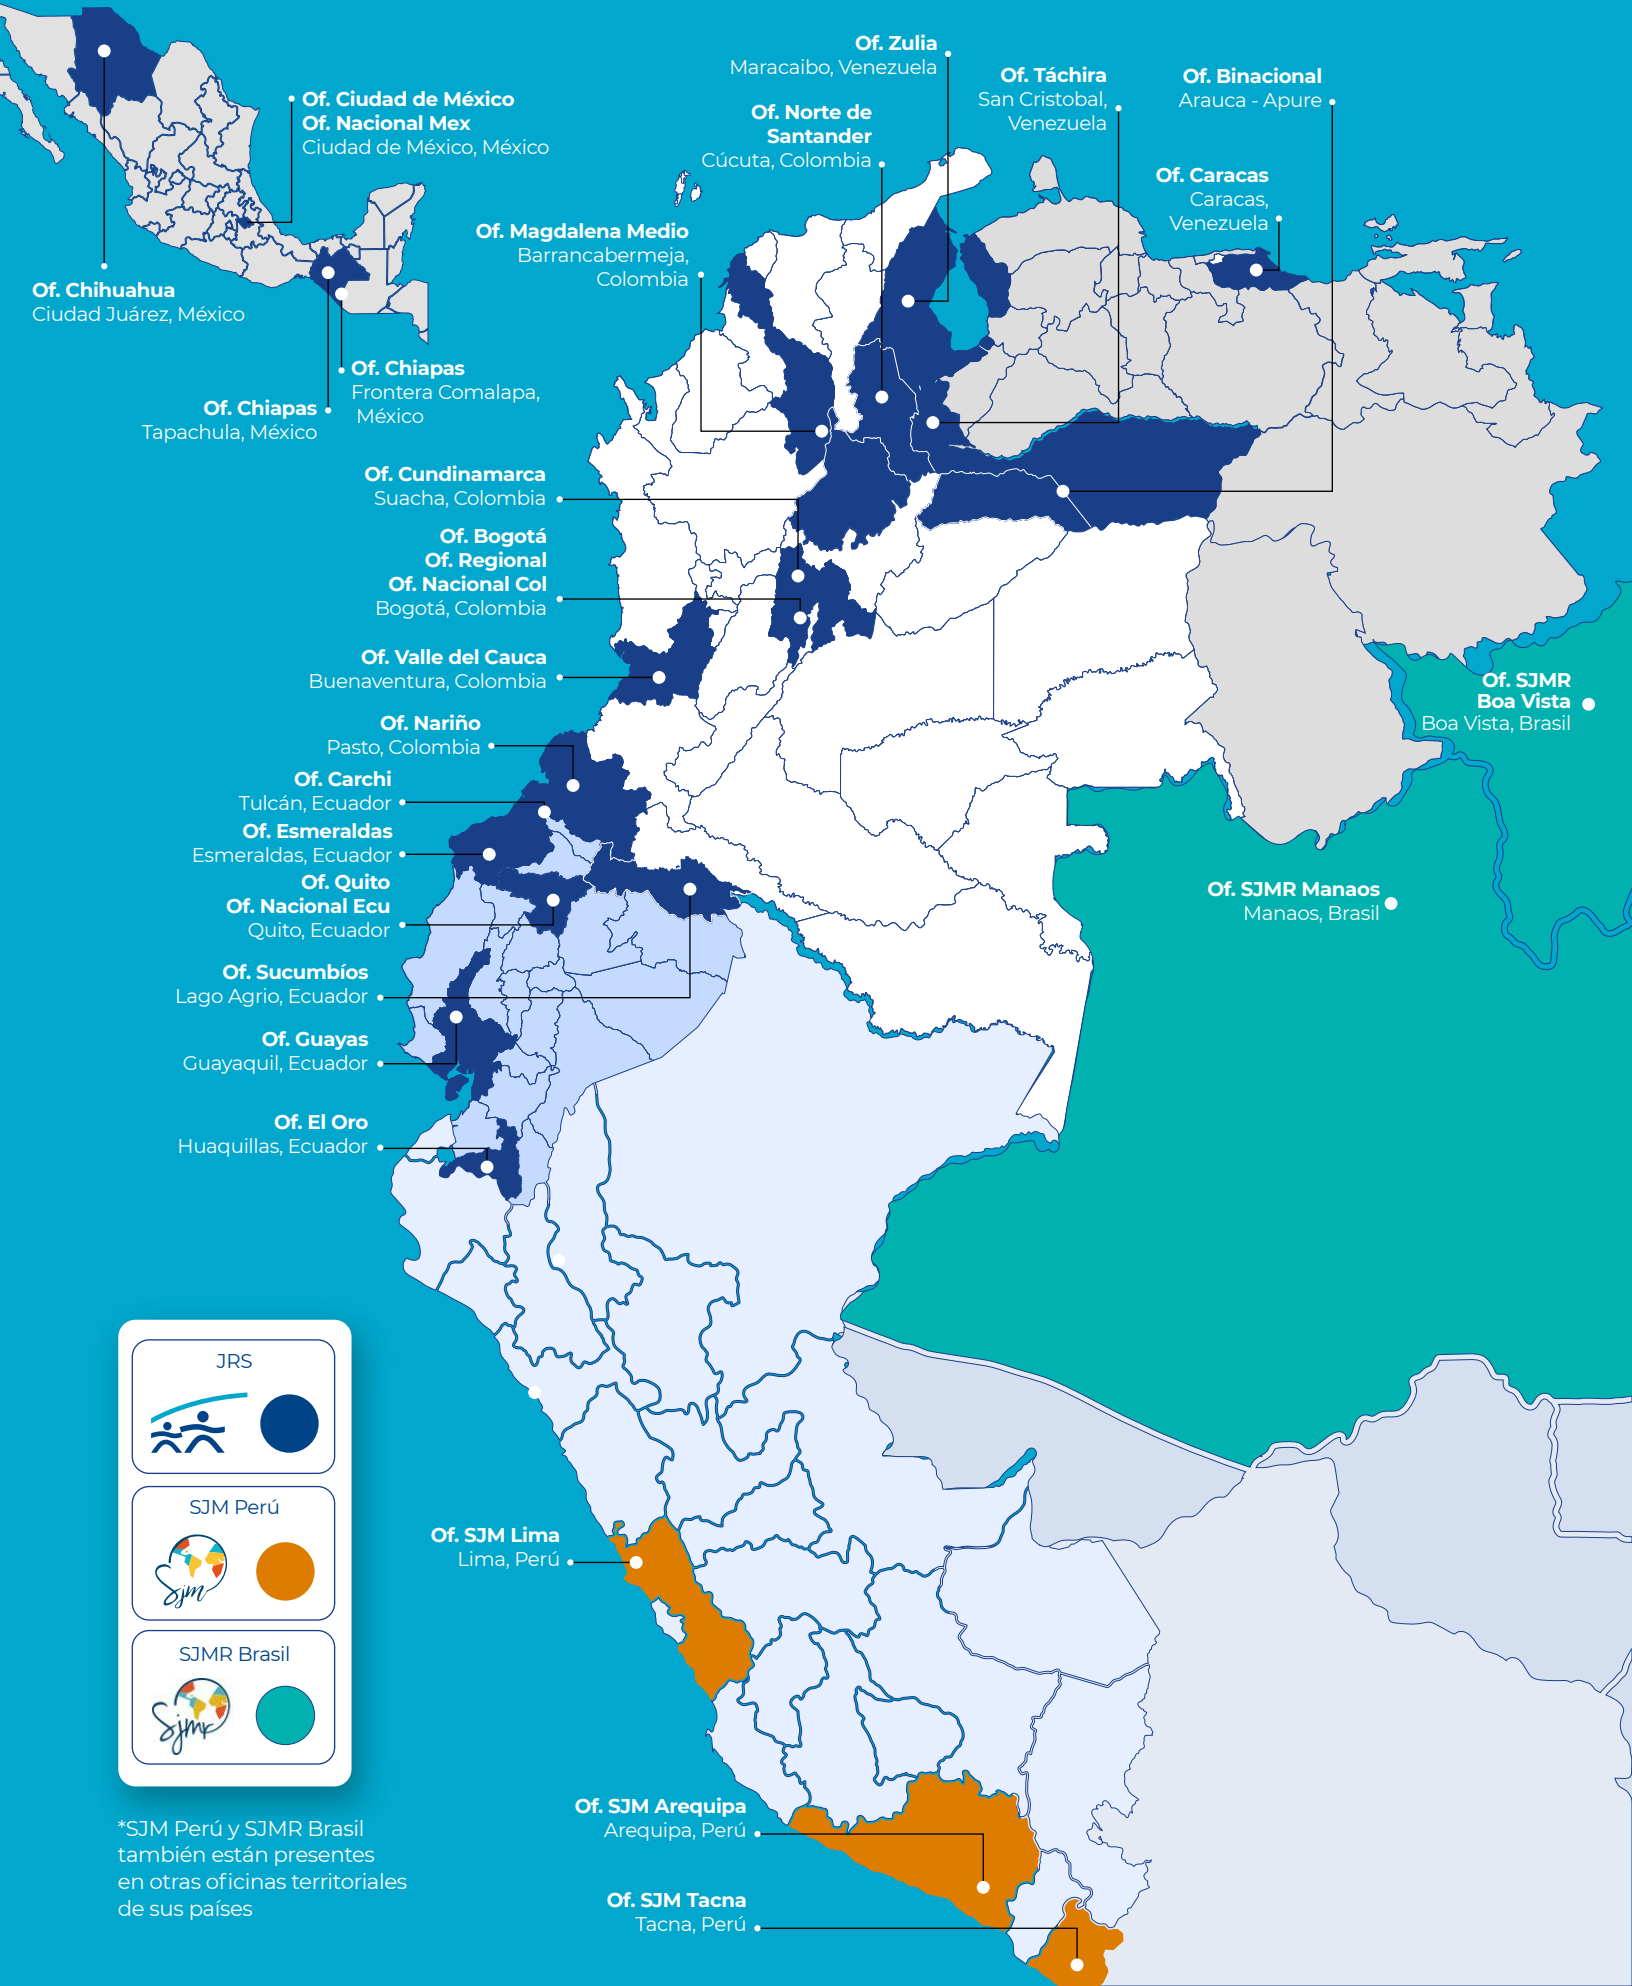 Of. Zulia
Maracaibo, Venezuela
Of. Táchira
San Cristobal,
Venezuela
Of. Binacional
Arauca - Apure
Of. Ciudad de México
Of. Nacional Mex
Ciudad de México, México
Of. Norte de
Santander
Cúcuta, Colombia
Of. Caracas
Caracas,
Venezuela
Of. Magdalena Medio
Barrancabermeja,
Colombia
Of. Chihuahua
Ciudad Juárez, México
Of. Chiapas
Frontera Comalapa,
México
Of. Chiapas
Tapachula, México
Of. Cundinamarca
Suacha, Colombia
Of. Bogotá
Of. Regional
Of. Nacional Col
Bogotá, Colombia
Of. Valle del Cauca
Buenaventura, Colombia
Of. SJMR
Boa Vista
Boa Vista, Brasil
Of. Nariño
Pasto, Colombia
Of. Carchi
Tulcán, Ecuador
Of. Esmeraldas
Esmeraldas, Ecuador
Of. Quito
Of. Nacional Ecu
Quito, Ecuador
Of. SJMR Manaos
Manaos, Brasil
Of. Sucumbíos
Lago Agrio, Ecuador
Of. Guayas
Guayaquil, Ecuador
Of. El Oro
Huaquillas, Ecuador
JRS
SJM Perú
Sjm
SJMR Brasil
Sjmr
Of. SJM Lima
Lima, Perú
Of. SJM Arequipa
Arequipa, Perú
Of. SJM Tacna
Tacna, Perú
*SJM Perú y SJMR Brasil
también están presentes
en otras oficinas territoriales
de sus países